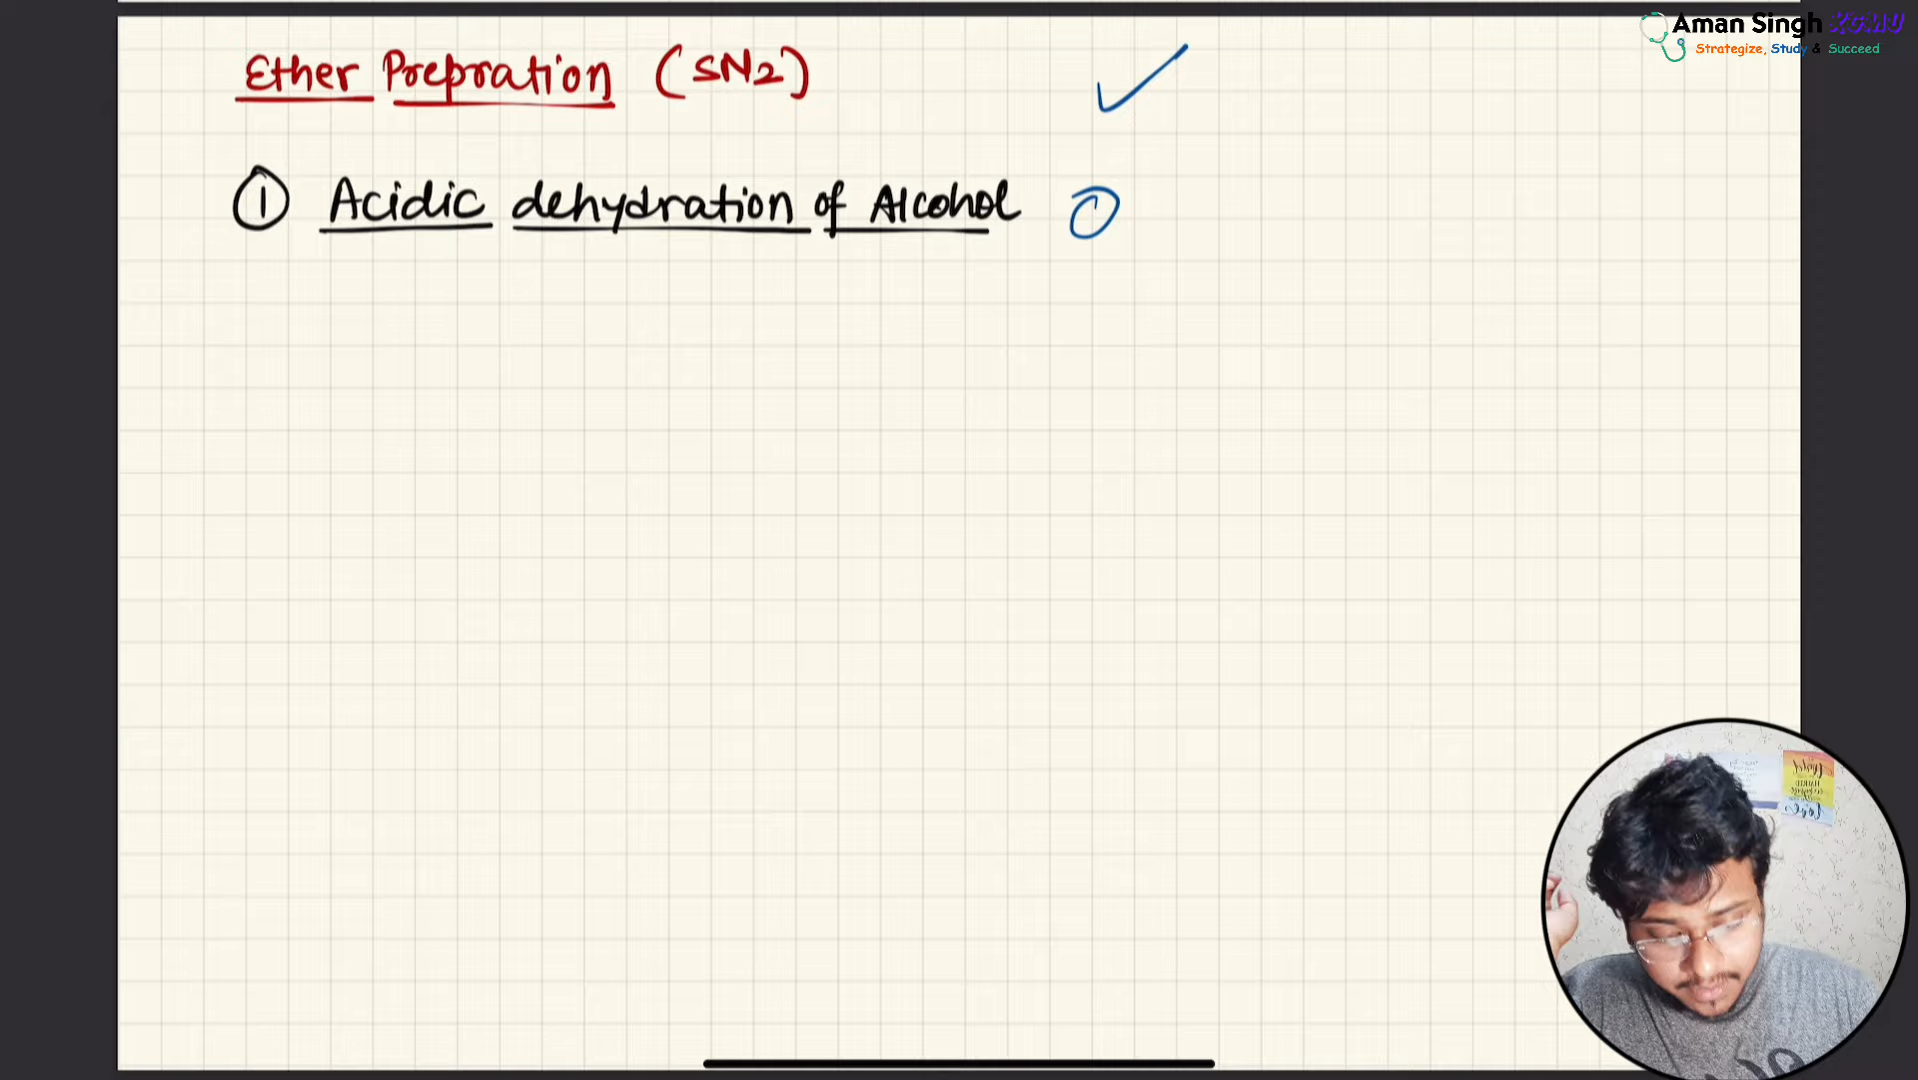 Aman Singh
Strategize, Study & Succeed
Ether Prepration (SN2)
① Acidic dehydration of Alcohol